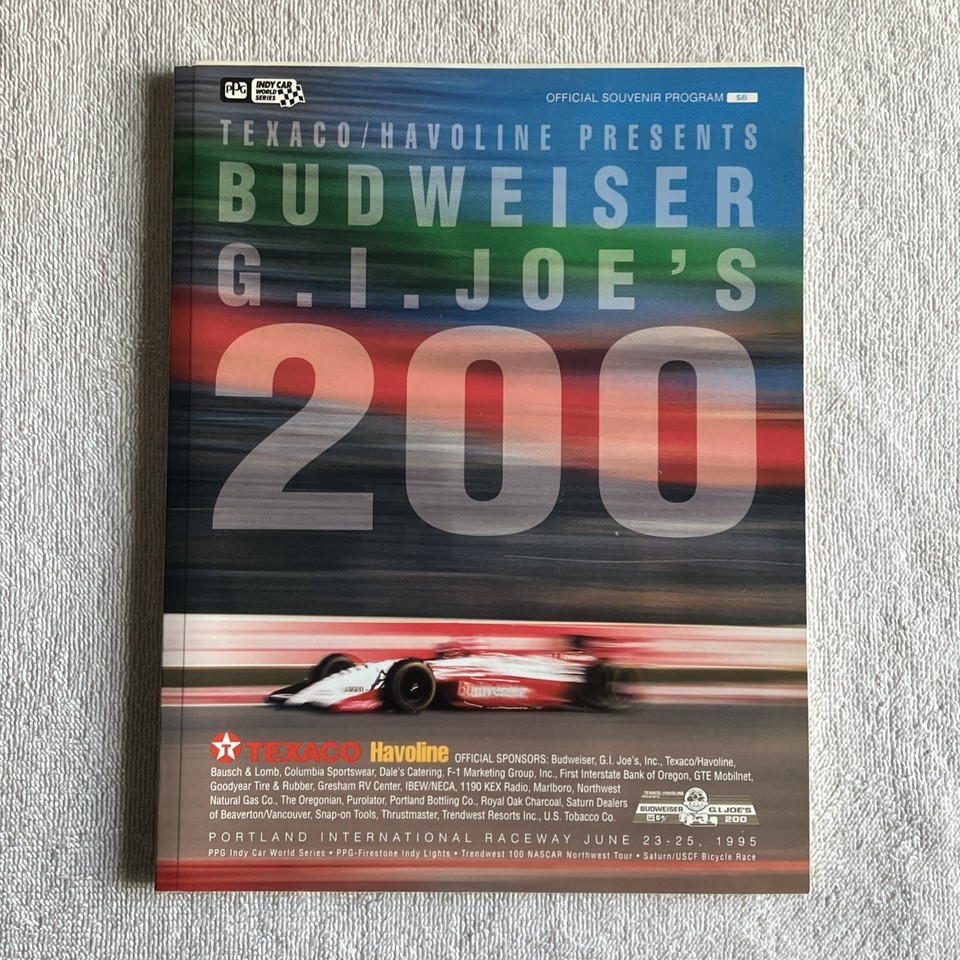 PPG INDY CAR WORLD SERIES
OFFICIAL SOUVENIR PROGRAM $6
TEXACO/HAVOLINE PRESENTS
BUDWEISER
G.I.JOE'S
200
Budweiser
T TEXACO Havoline OFFICIAL SPONSORS: Budweiser, G.I. Joe's, Inc., Texaco/Havoline,
Bausch & Lomb, Columbia Sportswear, Dale's Catering, F-1 Marketing Group, Inc., First Interstate Bank of Oregon, GTE Mobilnet,
Goodyear Tire & Rubber, Gresham RV Center, IBEW/NECA, 1190 KEX Radio, Marlboro, Northwest
Natural Gas Co., The Oregonian, Purolator, Portland Bottling Co., Royal Oak Charcoal, Saturn Dealers
of Beaverton/Vancouver, Snap-on Tools, Thrustmaster, Trendwest Resorts Inc., U.S. Tobacco Co.
TEXACO/HAVOLINE
PRESENTS
BUDWEISER G.I.JOE'S
200
PORTLAND INTERNATIONAL RACEWAY JUNE 23-25, 1995
PPG Indy Car World Series • PPG-Firestone Indy Lights • Trendwest 100 NASCAR Northwest Tour • Saturn/USCF Bicycle Race